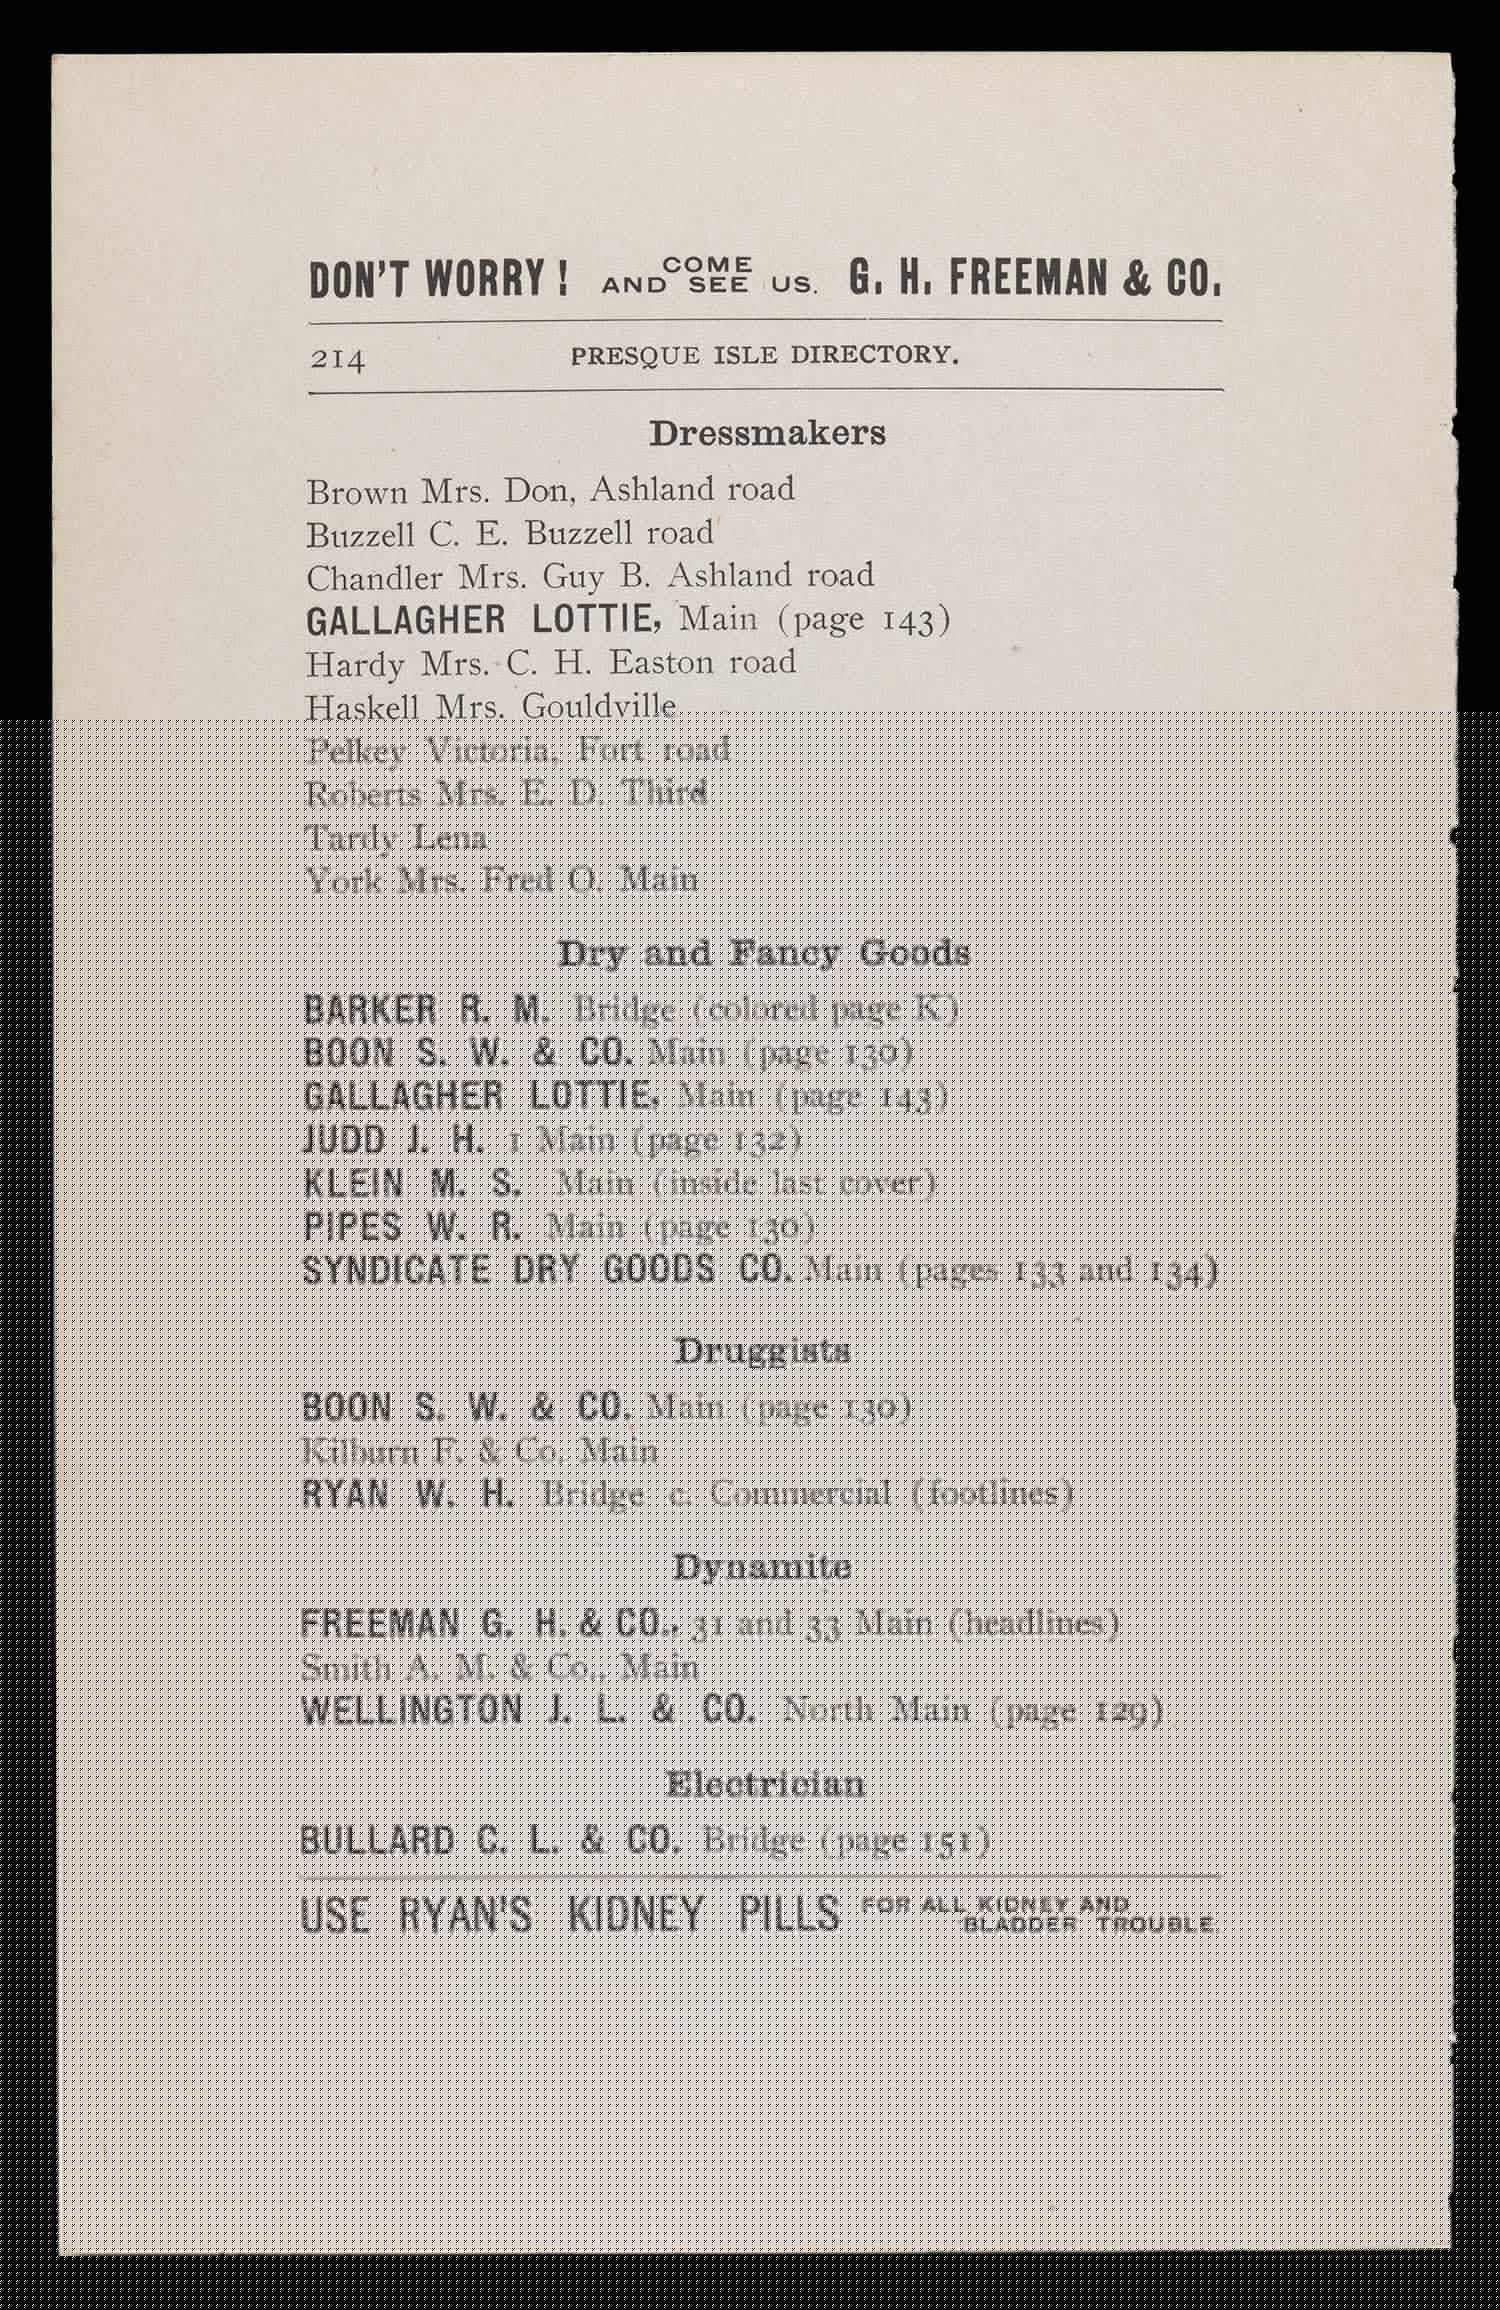 DON'T WORRY! COME AND SEE US. G. H. FREEMAN & CO.
214 PRESQUE ISLE DIRECTORY.
Dressmakers
Brown Mrs. Don, Ashland road
Buzzell C. E. Buzzell road
Chandler Mrs. Guy B. Ashland road
GALLAGHER LOTTIE, Main (page 143)
Hardy Mrs. C. H. Easton road
Haskell Mrs. Gouldville
Pelkey Victoria, Fort road
Roberts Mrs. E. D. Third
Tardy Lena
York Mrs. Fred O. Main
Dry and Fancy Goods
BARKER R. M. Bridge (colored page K)
BOON S. W. & CO. Main (page 130)
GALLAGHER LOTTIE, Main (page 143)
JUDD J. H. 1 Main (page 132)
KLEIN M. S. Main (inside last cover)
PIPES W. R. Main (page 130)
SYNDICATE DRY GOODS CO. Main (pages 133 and 134)
Druggists
BOON S. W. & CO. Main (page 130)
Kilburn F. & Co. Main
RYAN W. H. Bridge c. Commercial (footlines)
Dynamite
FREEMAN G. H. & CO., 31 and 33 Main (headlines)
Smith A. M. & Co., Main
WELLINGTON J. L. & CO. North Main (page 129)
Electrician
BULLARD C. L. & CO. Bridge (page 151)
USE RYAN'S KIDNEY PILLS FOR ALL KIDNEY AND BLADDER TROUBLE.